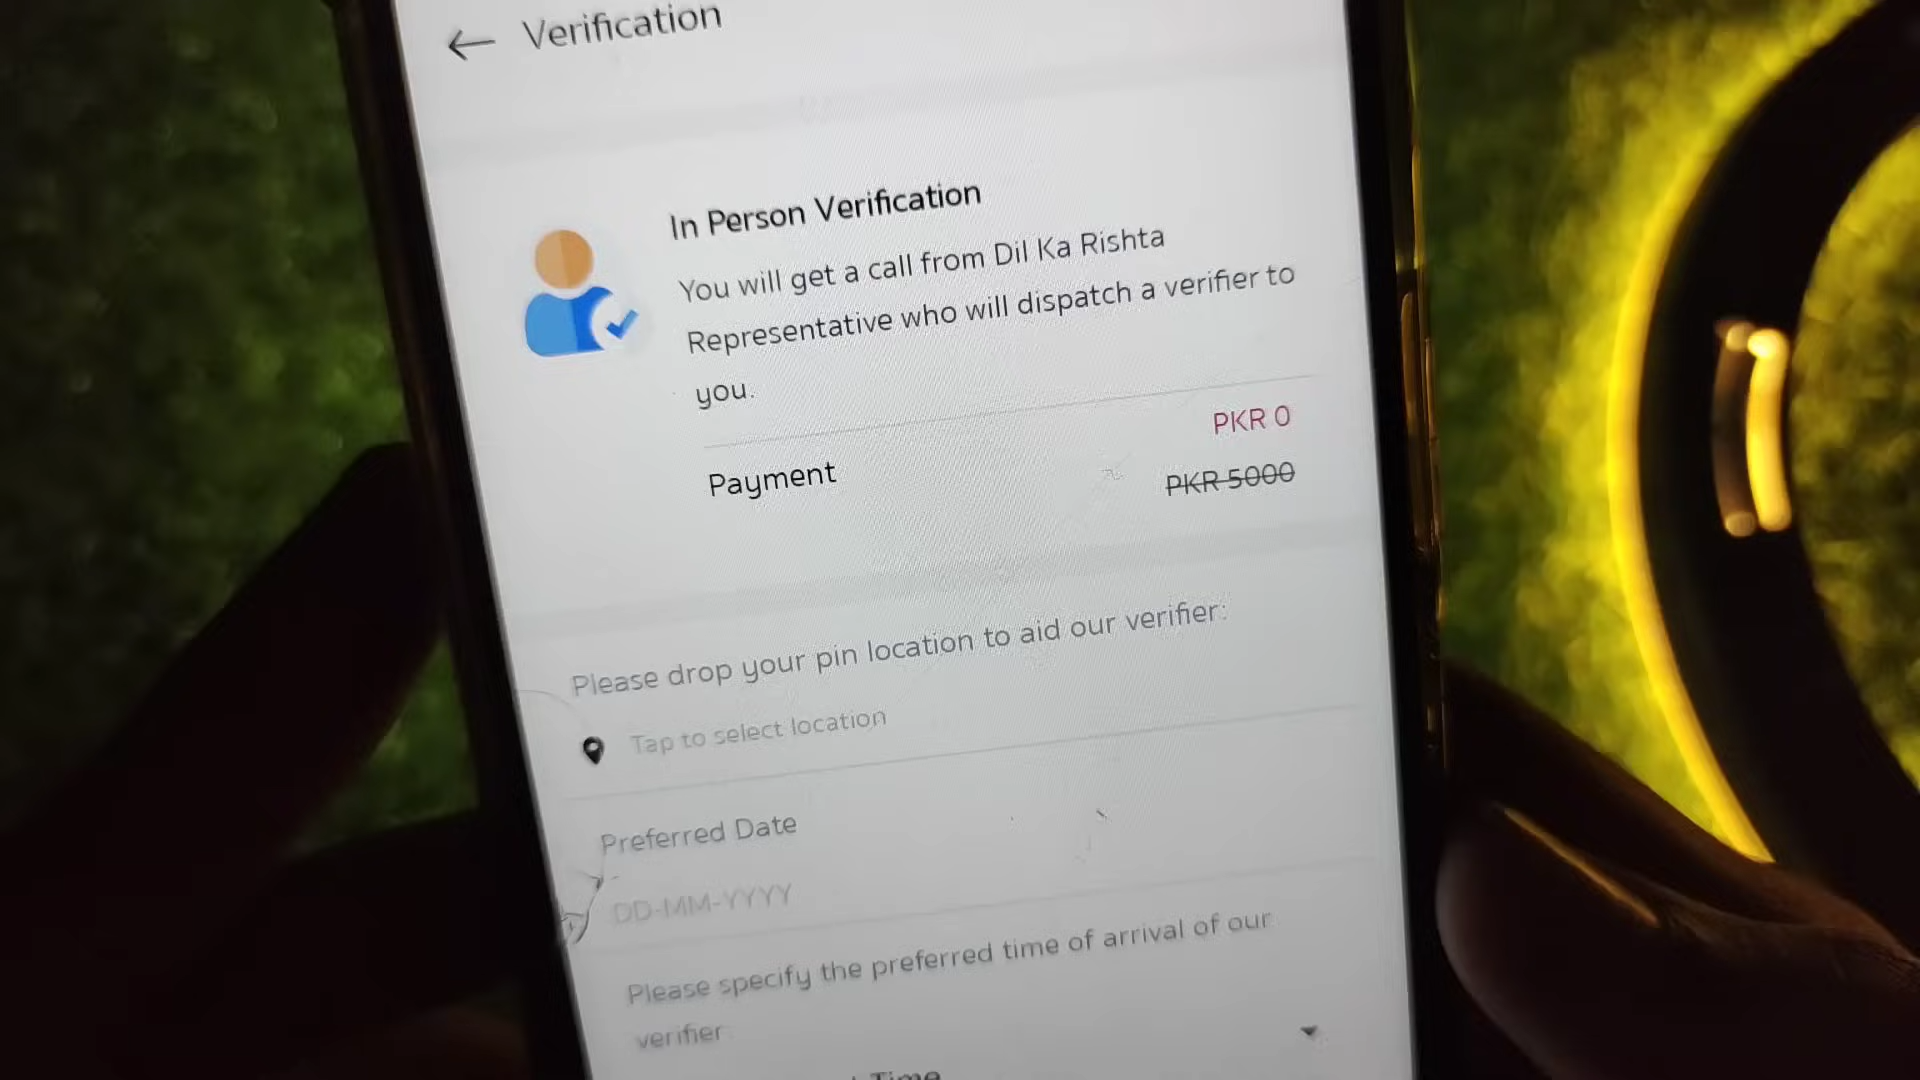 Verification
In Person Verification
You will get a call from Dil Ka Rishta
Representative who will dispatch a verifier to
you.
PKR 0
Payment
PKR 5000
Please drop your pin location to aid our verifier:
Tap to select location
Preferred Date
DD-MM-YYYY
Please specify the preferred time of arrival of our
verifier
Time